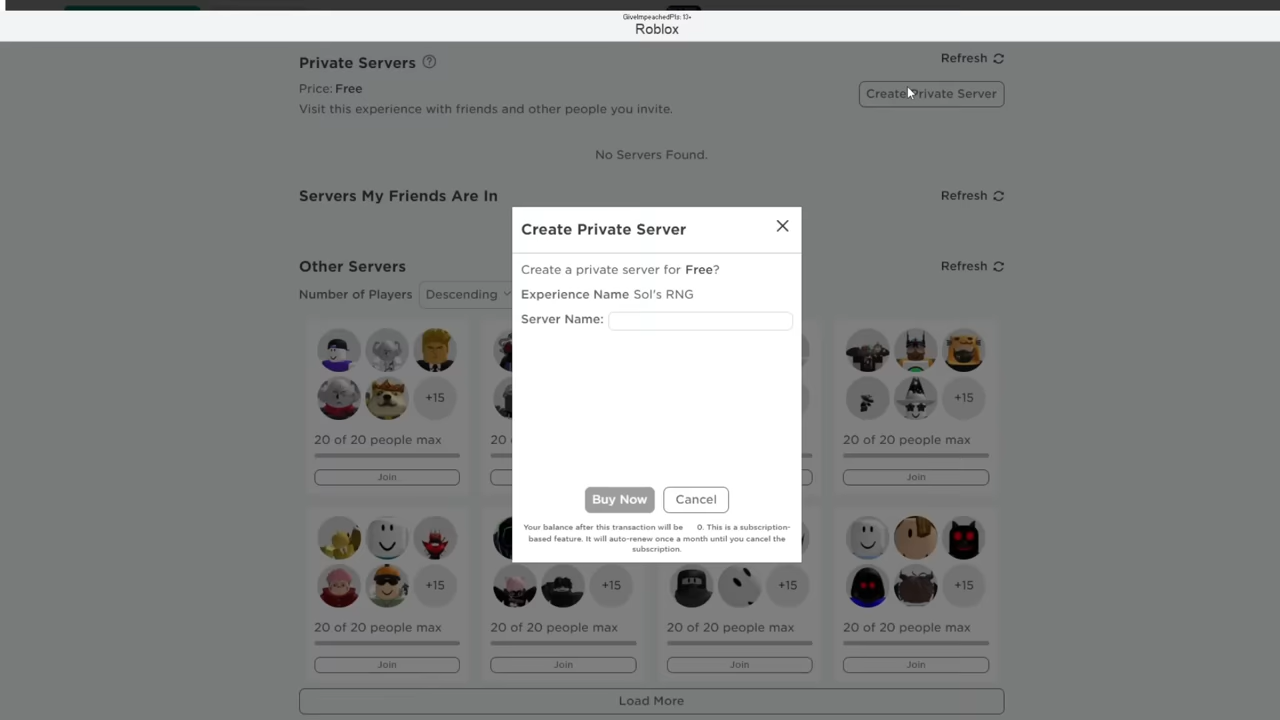 GiveImpeachedPls: 13+
Roblox
Private Servers
Refresh
Price: Free
Create Private Server
Visit this experience with friends and other people you invite.
No Servers Found.
Servers My Friends Are In
Refresh
Create Private Server
Create a private server for Free?
Experience Name Sol's RNG
Server Name:
Buy Now
Cancel
Your balance after this transaction will be 0. This is a subscription-
based feature. It will auto-renew once a month until you cancel the
subscription.
Other Servers
Refresh
Number of Players
Descending
+15
+15
20 of 20 people max
20
20 of 20 people max
Join
Join
+15
+15
+15
+15
20 of 20 people max
20 of 20 people max
20 of 20 people max
20 of 20 people max
Join
Join
Join
Join
Load More